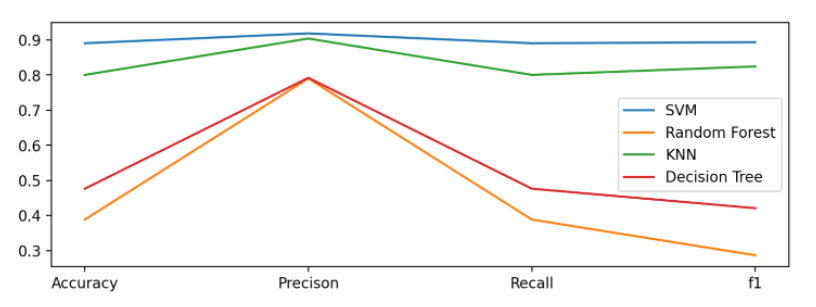 0.9
0.8
0.7
0.6
0.5
0.4
0.3
SVM
Random Forest
KNN
Decision Tree
Accuracy Precison Recall f1